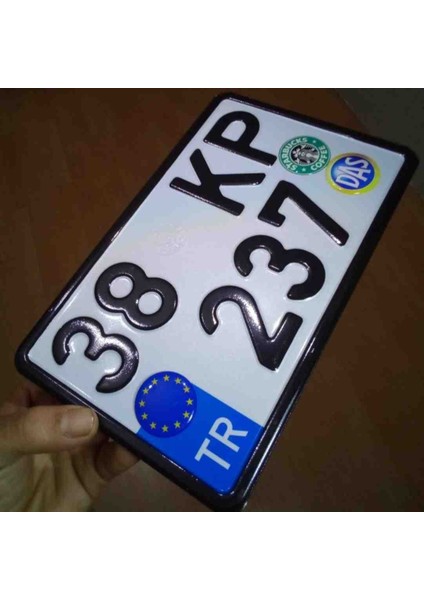 38 KP
237
TR
STARBUCKS COFFEE
DAS